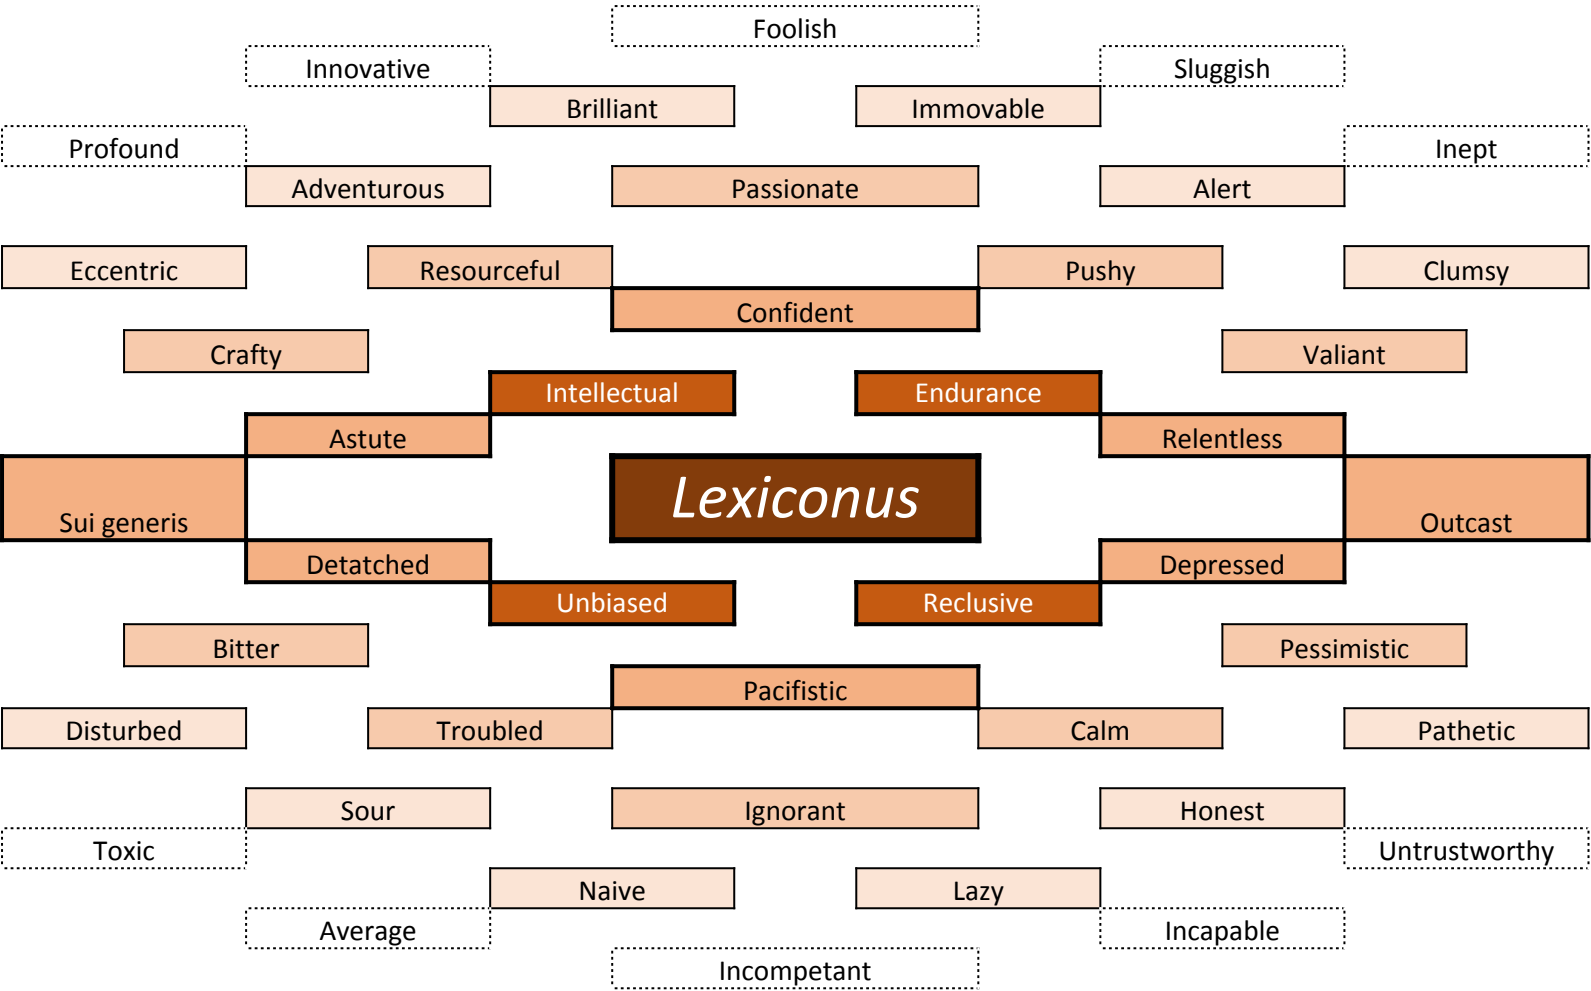 Foolish
Innovative Sluggish
Brilliant Immovable
Profound Inept
Adventurous Passionate Alert
Eccentric Resourceful Pushy Clumsy
Confident
Crafty Valiant
Intellectual Endurance
Astute Relentless
Lexiconus
Sui generis Outcast
Detatched Depressed
Unbiased Reclusive
Bitter Pessimistic
Pacifistic
Disturbed Troubled Calm Pathetic
Sour Ignorant Honest
Toxic Untrustworthy
Naive Lazy
Average Incapable
Incompetant